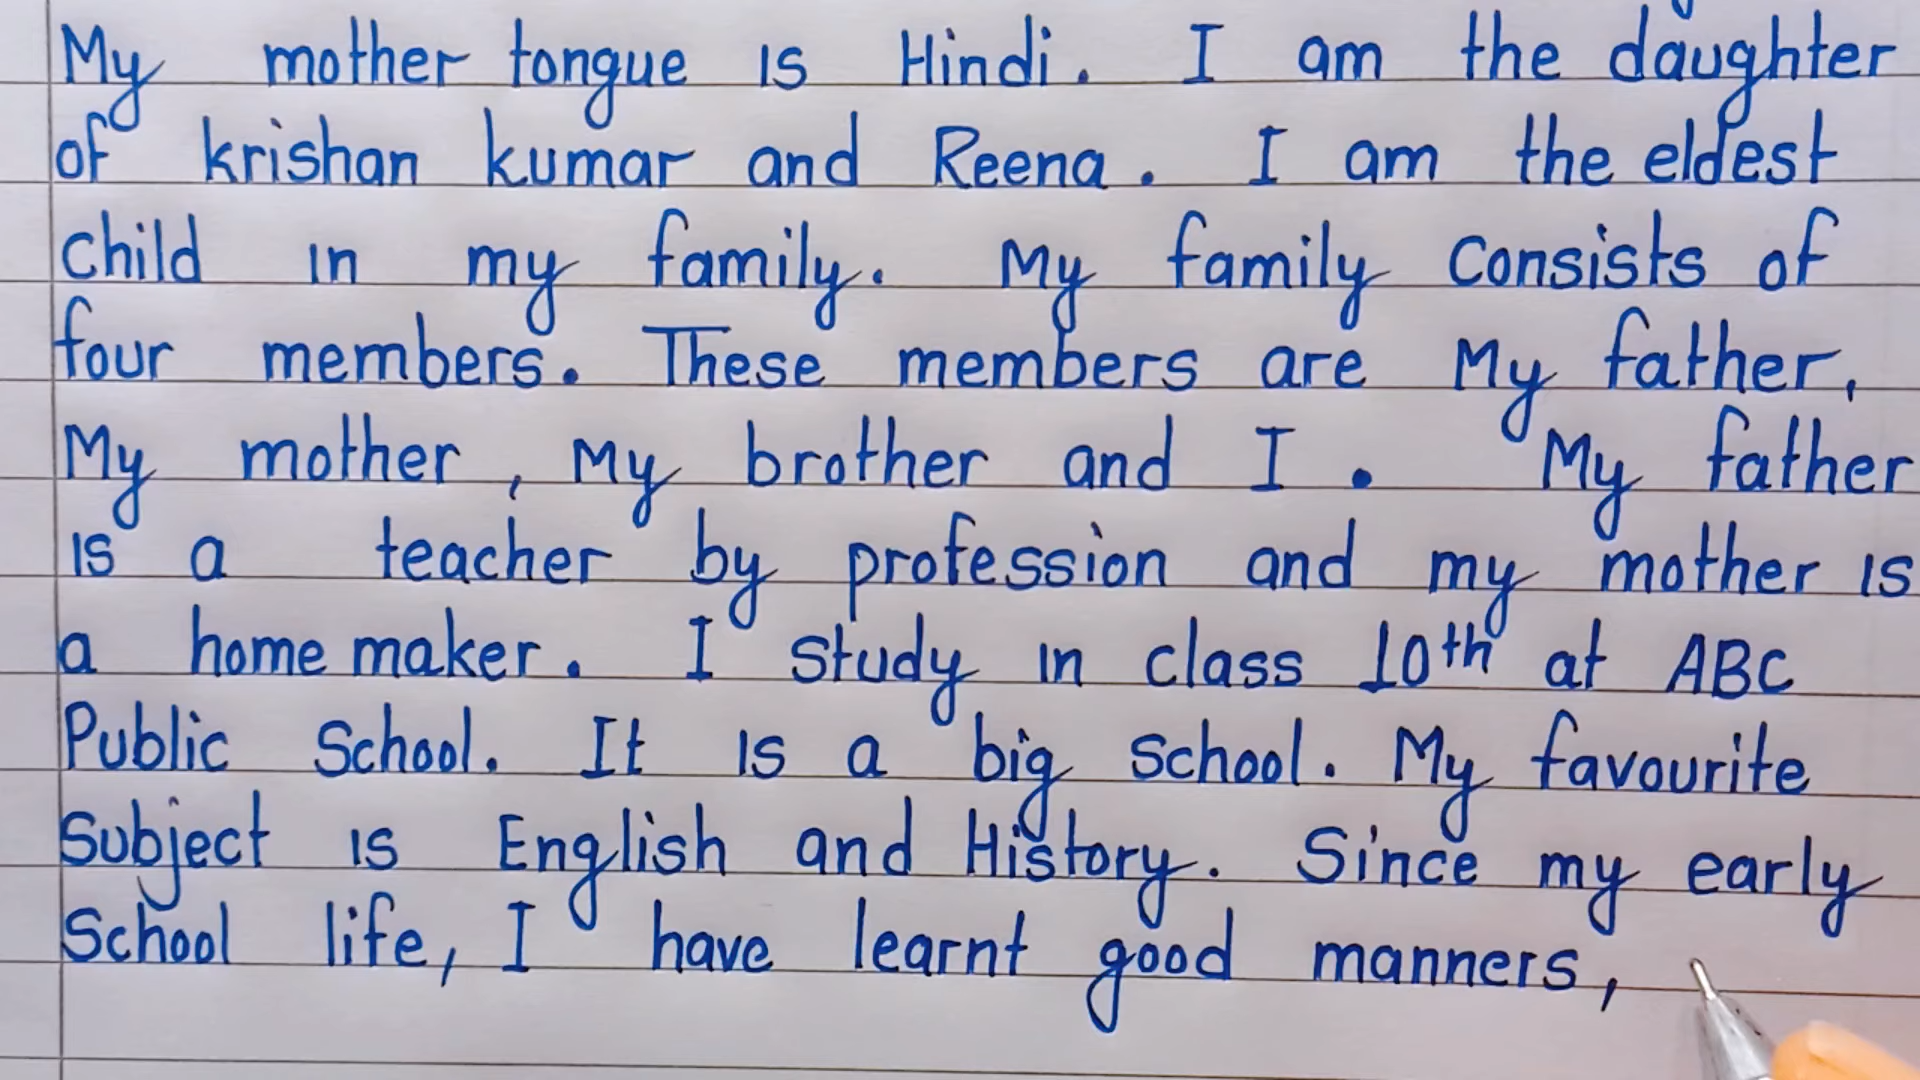 My mother tongue is Hindi. I am the daughter
of krishan kumar and Reena. I am the eldest
child in my family. My family consists of
four members. These members are My father,
My mother, My brother and I.  My father
is a teacher by profession and my mother is
a home maker. I study in class 10th at ABC
Public School. It is a big school. My favourite
Subject is English and History. Since my early
School life, I have learnt good manners,